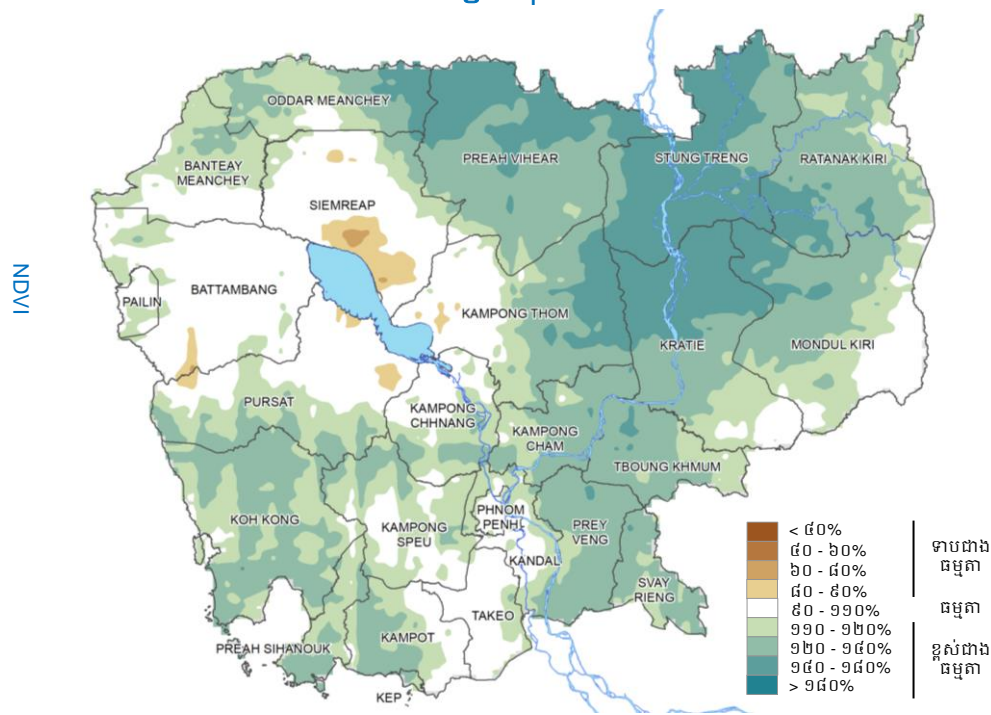 NDVI
ODDAR MEANCHEY
BANTEAY
MEANCHEY
PREAH VIHEAR
STUNG TRENG
RATANAK KIRI
SIEMREAP
PAILIN
BATTAMBANG
KAMPONG THOM
KRATIE
MONDUL KIRI
PURSAT
KAMPONG
CHHNANG
KAMPONG
CHAM
TBOUNG KHMUM
KOH KONG
KAMPONG
SPEU
PHNOM
PENH
PREY
VENG
KANDAL
SVAY
RIENG
TAKEO
PREAH SIHANOUK
KAMPOT
KEP
< ៤០%
៤០ - ៦០%
៦០ - ៨០%
៨០ - ៩០%
៩០ - ១១០%
១១០ - ១២០%
១២០ - ១៤០%
១៤០ - ១៨០%
> ១៨០%
ទាបជាង
ធម្មតា
ធម្មតា
ខ្ពស់ជាង
ធម្មតា